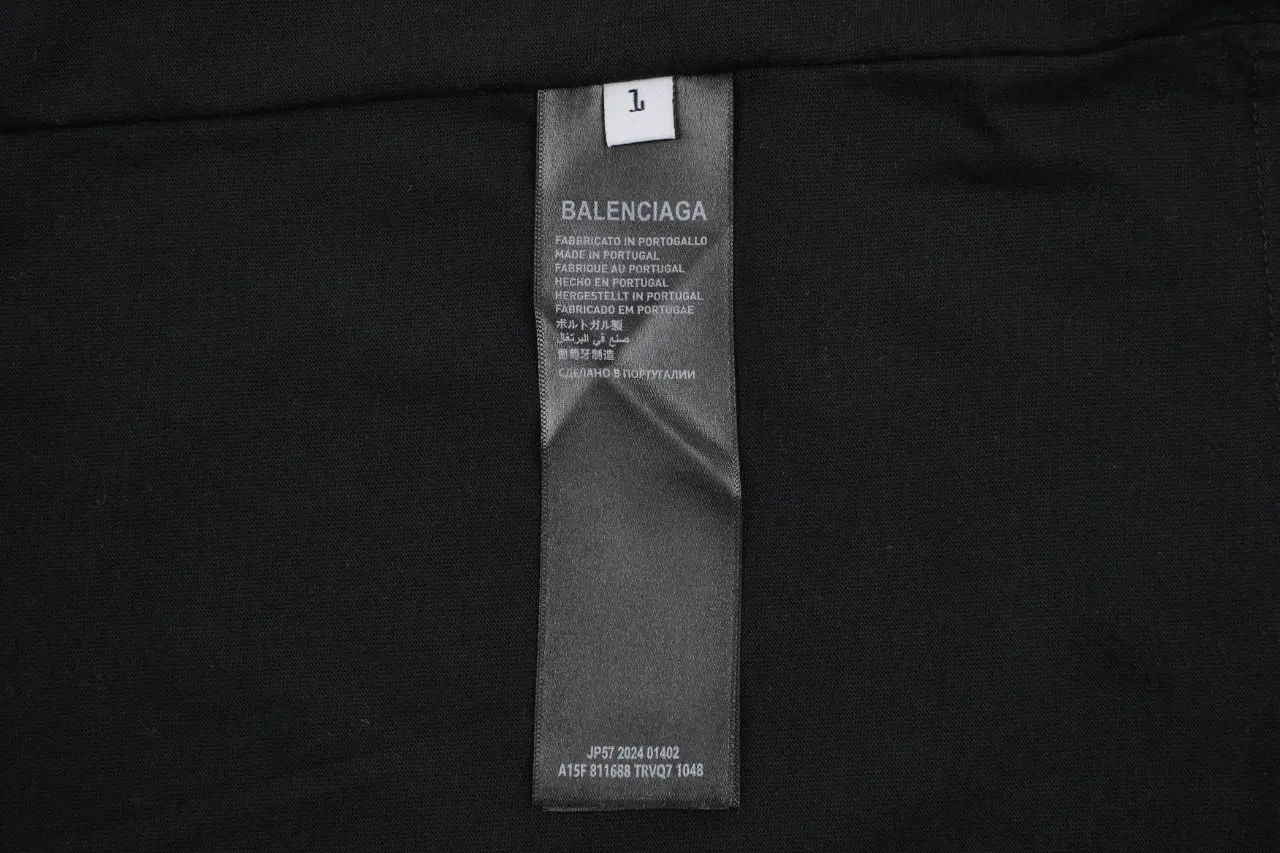 1
BALENCIAGA
FABBRICATO IN PORTOGALLO
MADE IN PORTUGAL
FABRIQUE AU PORTUGAL
HECHO EN PORTUGAL
HERGESTELLT IN PORTUGAL
FABRICADO EM PORTUGAE
ポルトガル製
صنع في البرتغال
葡萄牙制造
СДЕЛАНО В ПОРТУГАЛИИ
JP57 2024 01402
A15F 811688 TRVQ7 1048